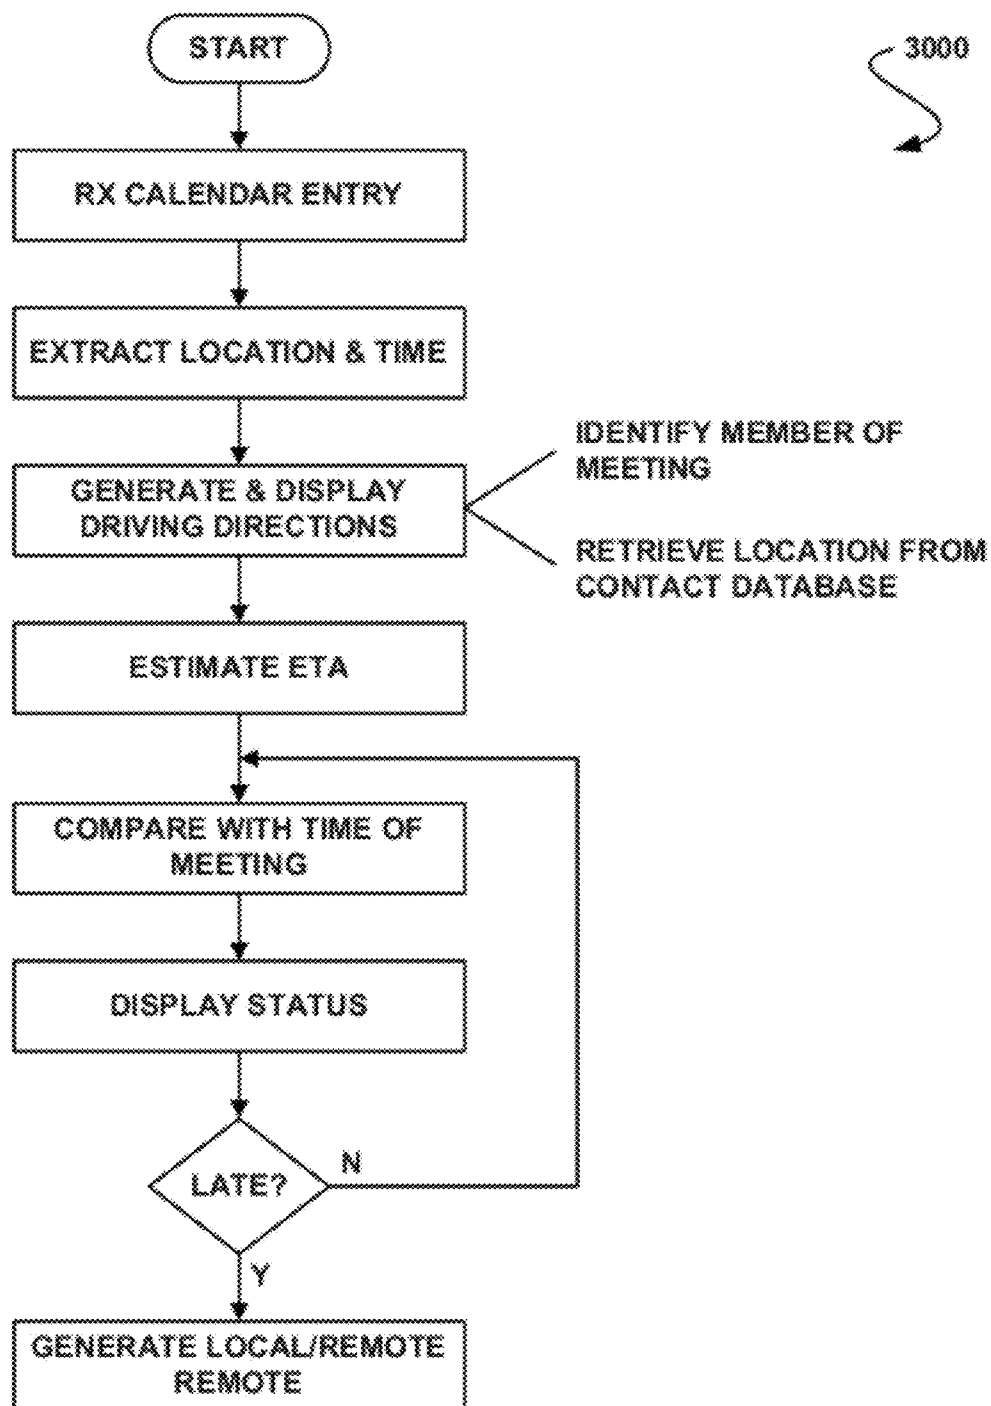 START
3000
RX CALENDAR ENTRY
EXTRACT LOCATION & TIME
GENERATE & DISPLAY
DRIVING DIRECTIONS
IDENTIFY MEMBER OF
MEETING
RETRIEVE LOCATION FROM
CONTACT DATABASE
ESTIMATE ETA
COMPARE WITH TIME OF
MEETING
DISPLAY STATUS
LATE?
N
Y
GENERATE LOCAL/REMOTE
REMOTE